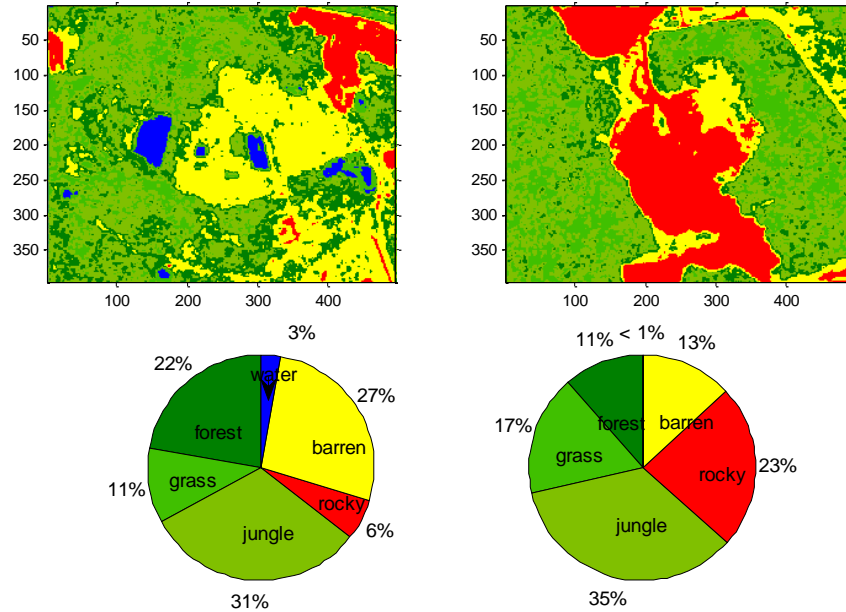 50
100
150
200
250
300
350
100 200 300 400
50
100
150
200
250
300
350
100 200 300 400
3%
water
22%
27%
forest
barren
grass
11%
rocky
6%
jungle
31%
11%
< 1%
13%
forest
barren
17%
grass
rocky
23%
jungle
35%